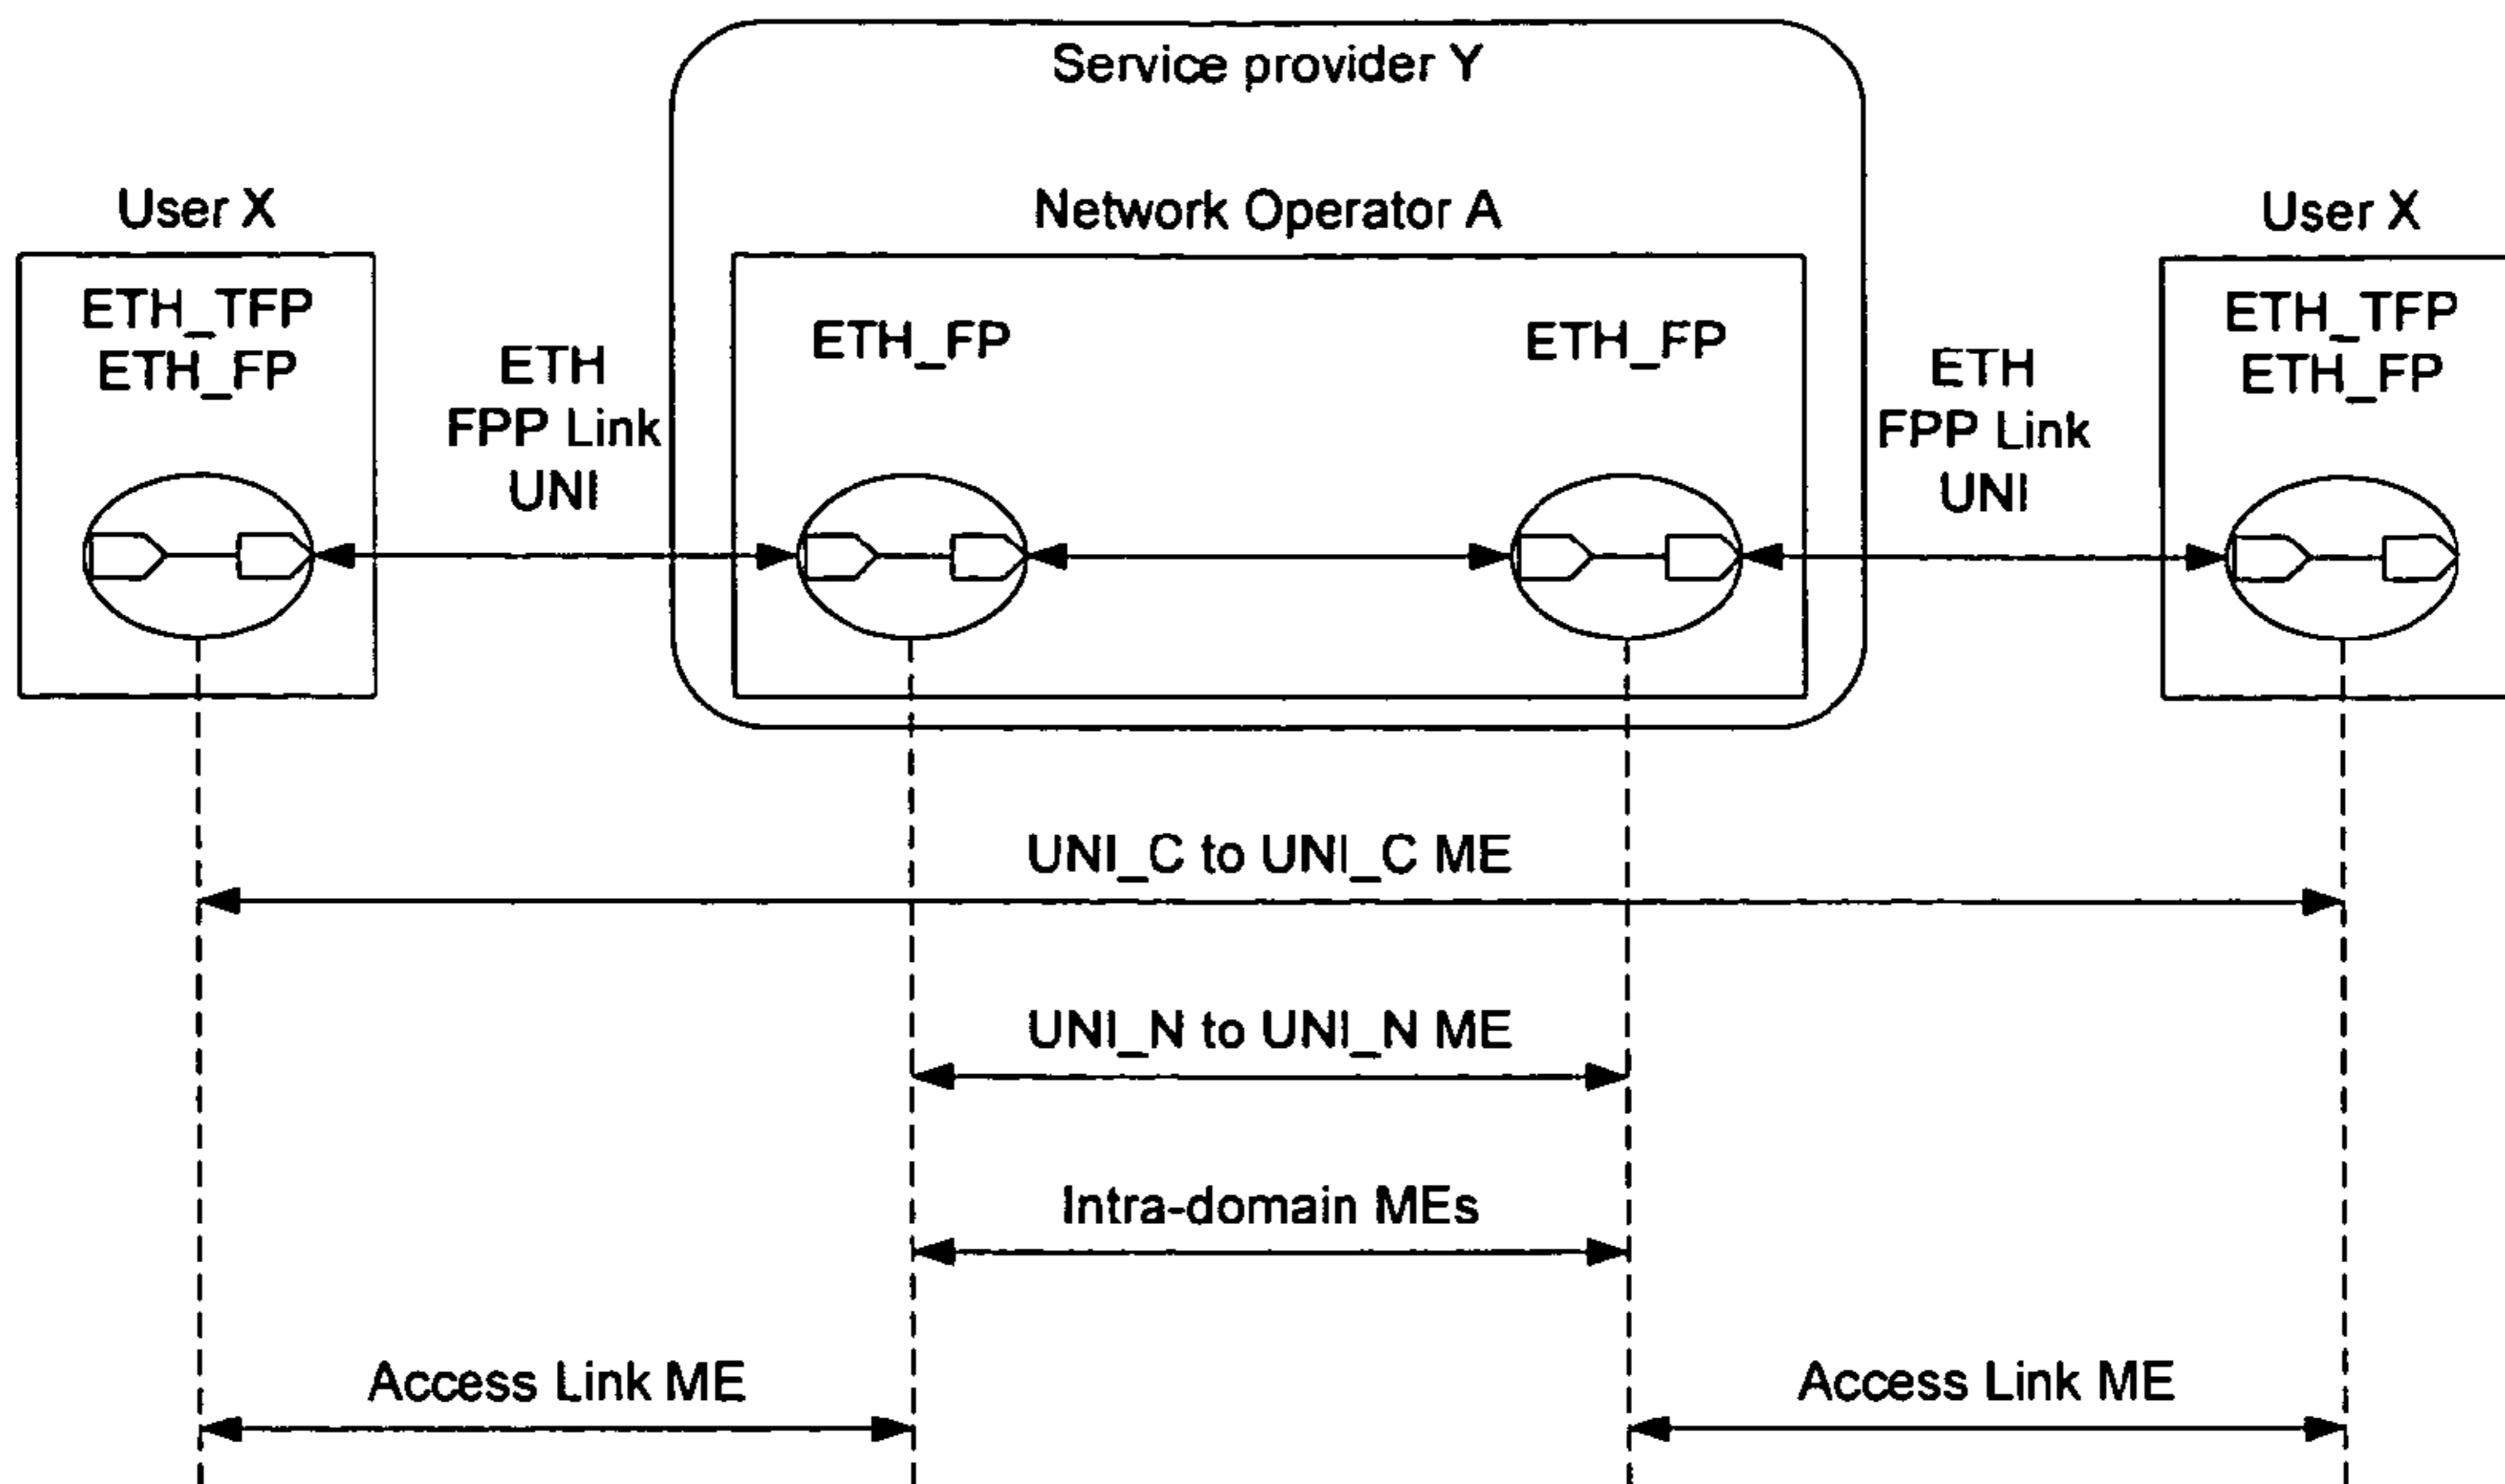 Service provider Y
User X
Network Operator A
User X
ETH_TFP
ETH_FP
ETH
FPP Link
UNI
ETH_FP
ETH_FP
ETH
FPP Link
UNI
ETH_TFP
ETH_FP
UNI_C to UNI_C ME
UNI_N to UNI_N ME
Intra-domain MEs
Access Link ME
Access Link ME